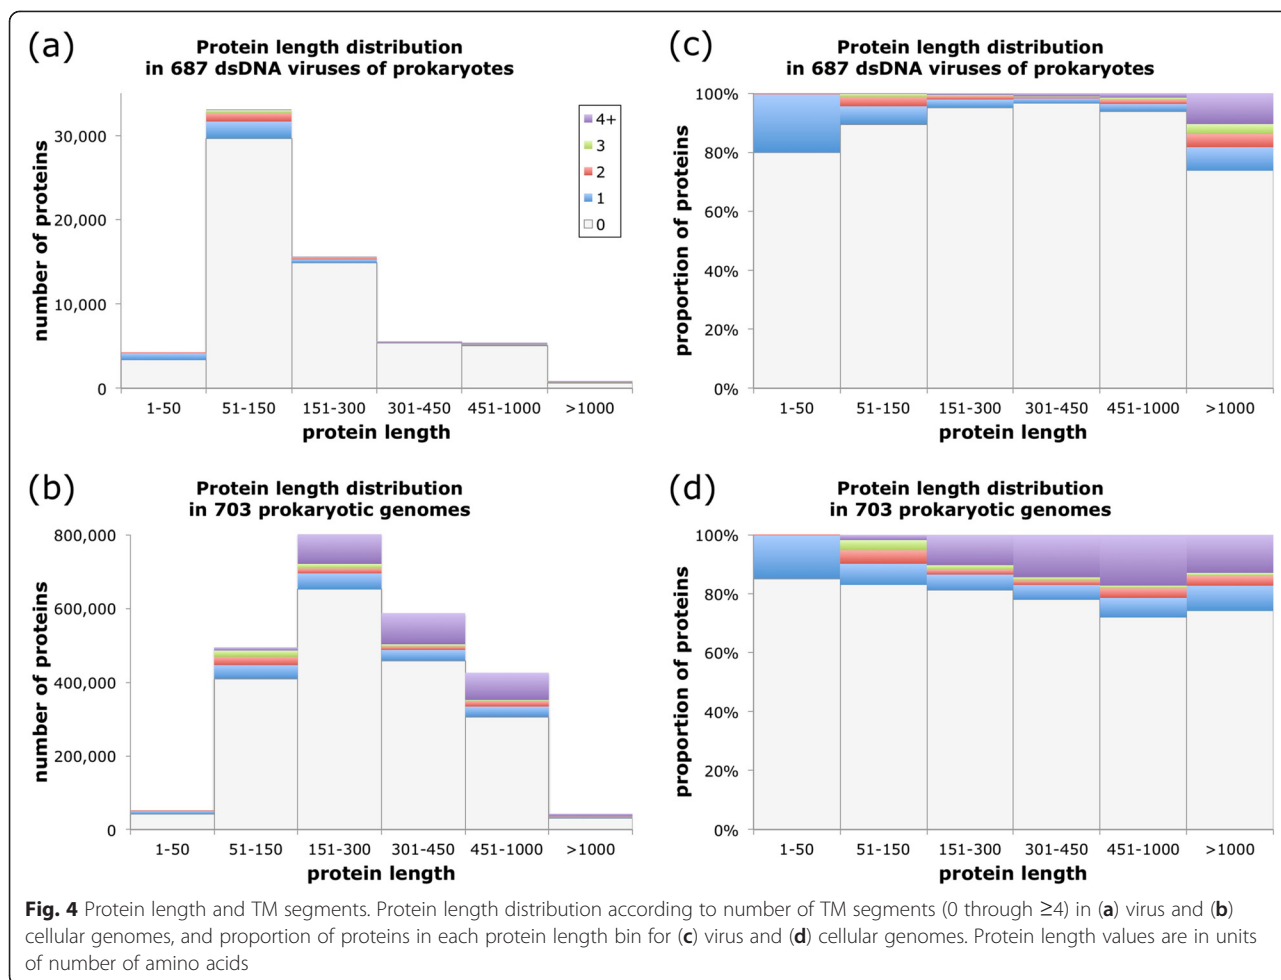 (a)
Protein length distribution
in 687 dsDNA viruses of prokaryotes
number of proteins
30,000
20,000
10,000
0
4+
3
2
1
0
1-50 51-150 151-300 301-450 451-1000 >1000
protein length
(c)
Protein length distribution
in 687 dsDNA viruses of prokaryotes
proportion of proteins
100%
80%
60%
40%
20%
0%
1-50 51-150 151-300 301-450 451-1000 >1000
protein length
(b)
Protein length distribution
in 703 prokaryotic genomes
number of proteins
800,000
600,000
400,000
200,000
0
1-50 51-150 151-300 301-450 451-1000 >1000
protein length
(d)
Protein length distribution
in 703 prokaryotic genomes
proportion of proteins
100%
80%
60%
40%
20%
0%
1-50 51-150 151-300 301-450 451-1000 >1000
protein length
Fig. 4 Protein length and TM segments. Protein length distribution according to number of TM segments (0 through ≥4) in (a) virus and (b)
cellular genomes, and proportion of proteins in each protein length bin for (c) virus and (d) cellular genomes. Protein length values are in units
of number of amino acids